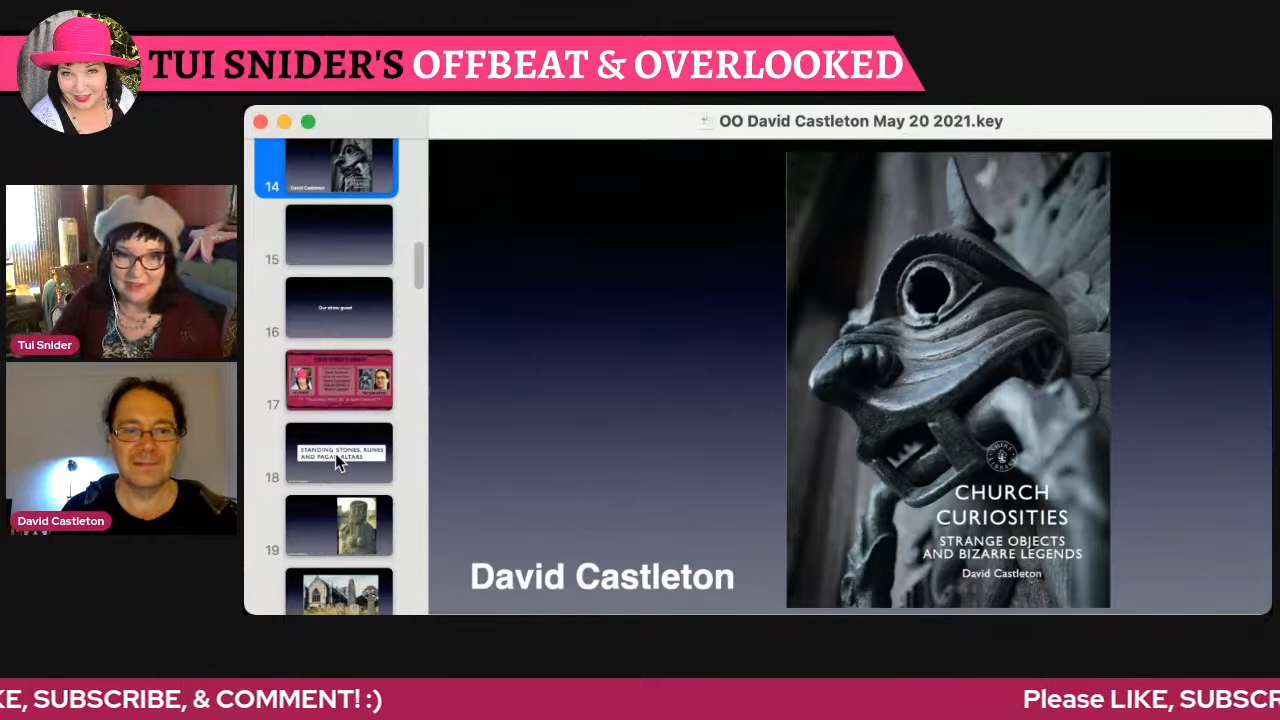 TUI SNIDER'S OFFBEAT & OVERLOOKED
OO David Castleton May 20 2021.key
14
15
16
Our show guest
17
18
STANDING STONES, RUNES
AND PAGAN ALTARS
19
Tui Snider
David Castleton
David Castleton
SHIRE
LIBRARY
CHURCH
CURIOSITIES
STRANGE OBJECTS
AND BIZARRE LEGENDS
David Castleton
KE, SUBSCRIBE, & COMMENT! :)
Please LIKE, SUBSCR